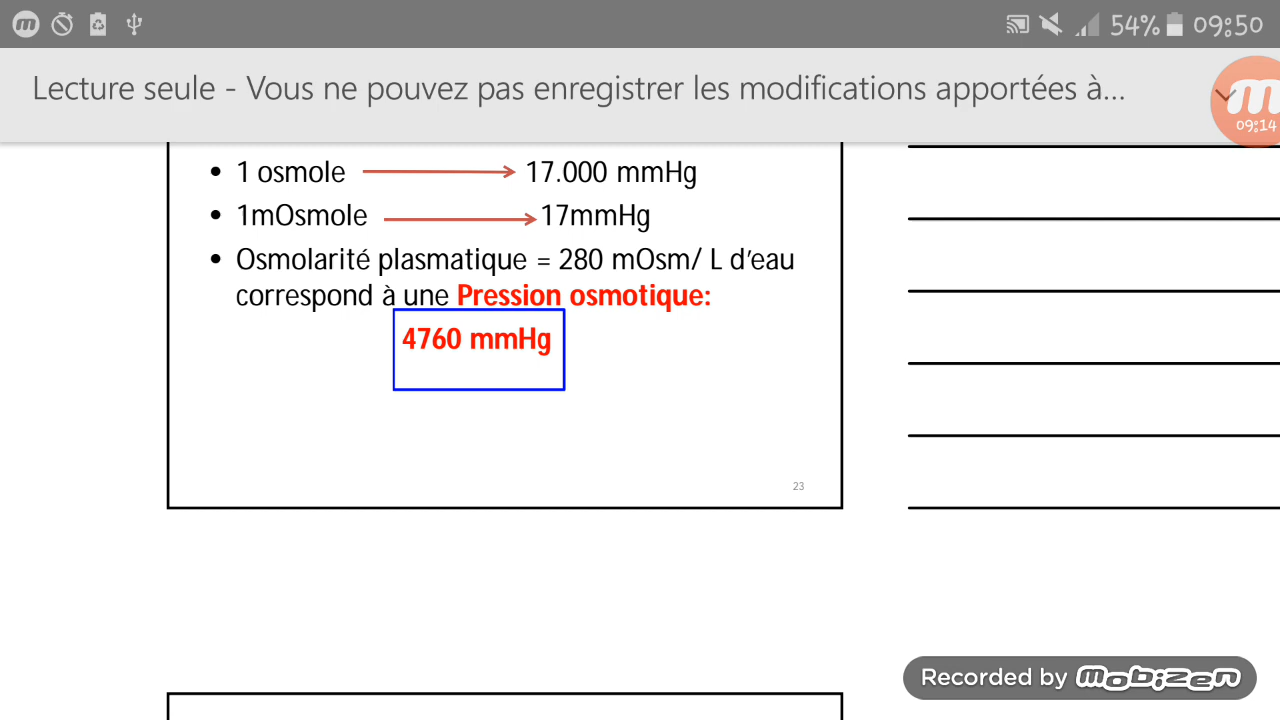 54% 09:50
Lecture seule - Vous ne pouvez pas enregistrer les modifications apportées à...
09:14
• 1 osmole 17.000 mmHg
• 1mOsmole 17mmHg
• Osmolarité plasmatique = 280 mOsm/ L d’eau
correspond à une Pression osmotique:
4760 mmHg
23
Recorded by mobizen